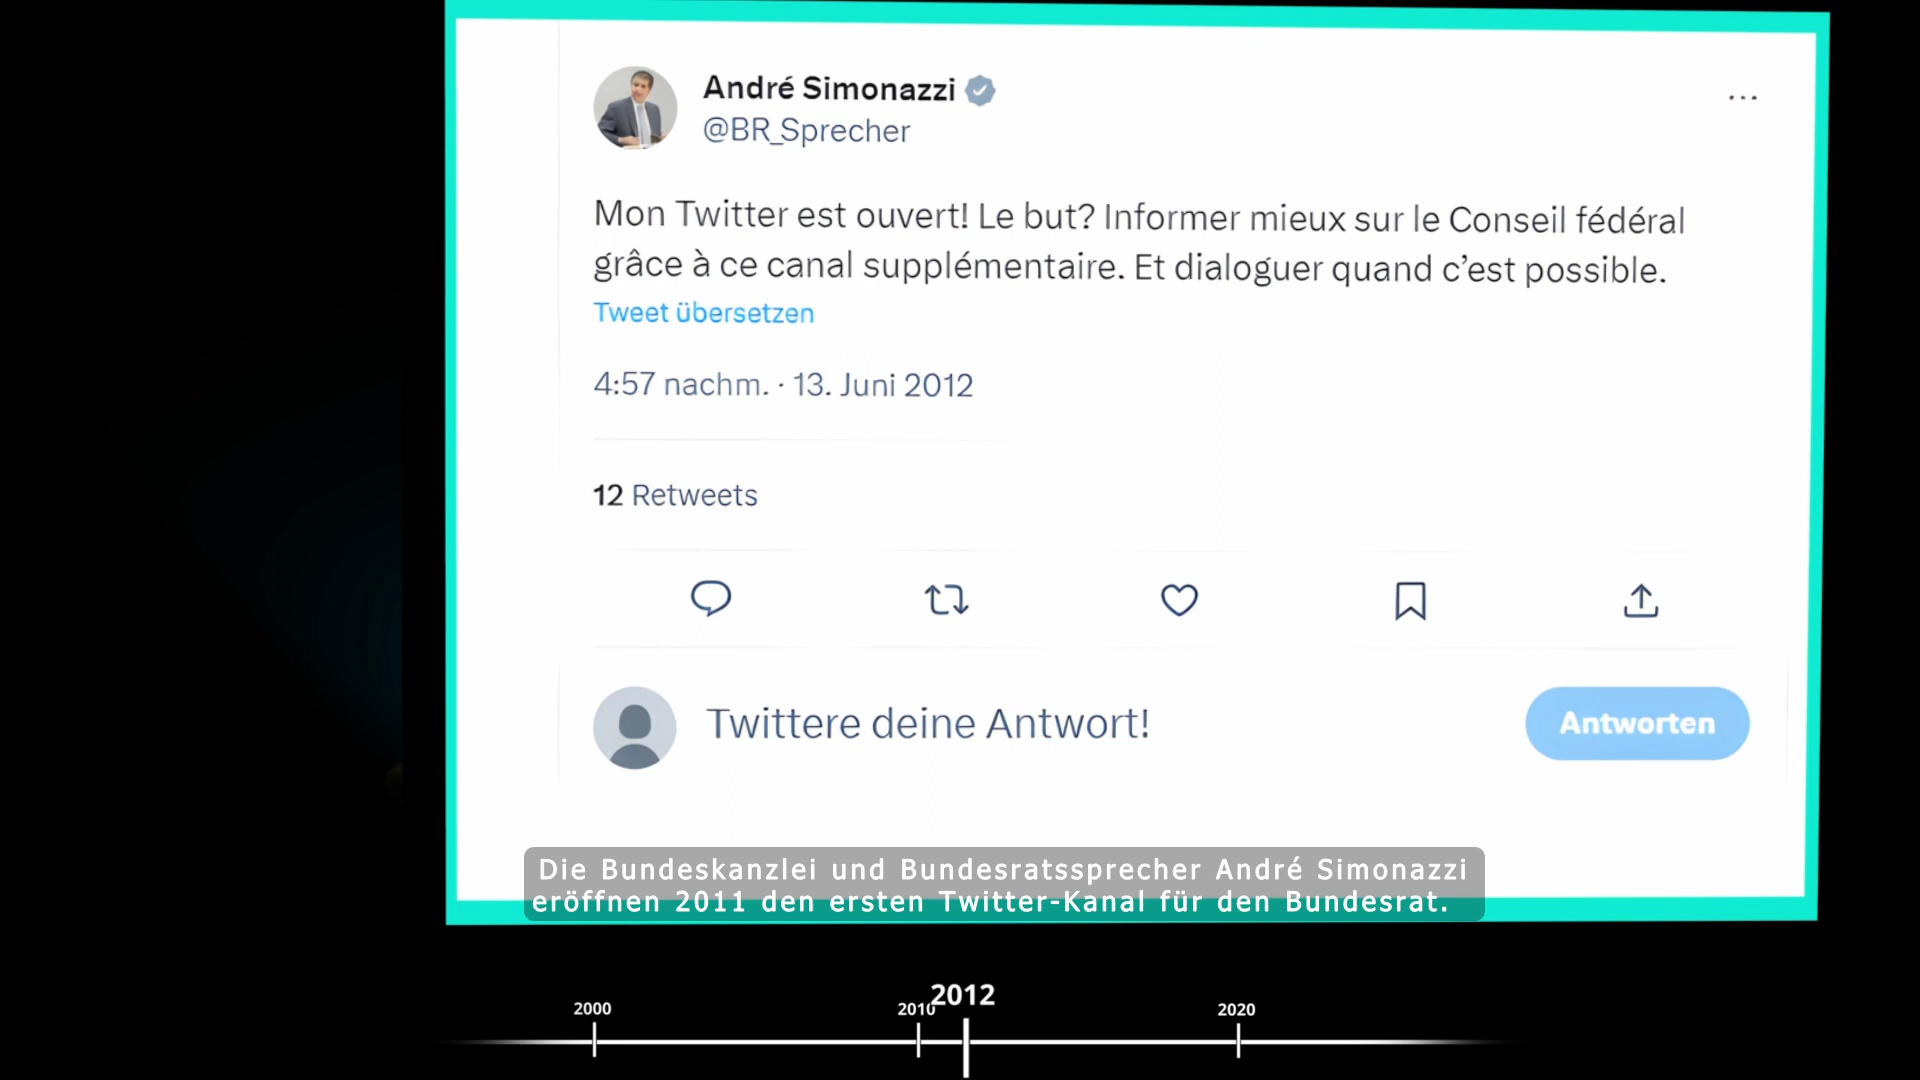 André Simonazzi
@BR_Sprecher
Mon Twitter est ouvert! Le but? Informer mieux sur le Conseil fédéral
grâce à ce canal supplémentaire. Et dialoguer quand c’est possible.
Tweet übersetzen
4:57 nachm. · 13. Juni 2012
12 Retweets
Twittere deine Antwort!
Antworten
Die Bundeskanzlei und Bundesratssprecher André Simonazzi
eröffnen 2011 den ersten Twitter-Kanal für den Bundesrat.
2000 2010 2012 2020